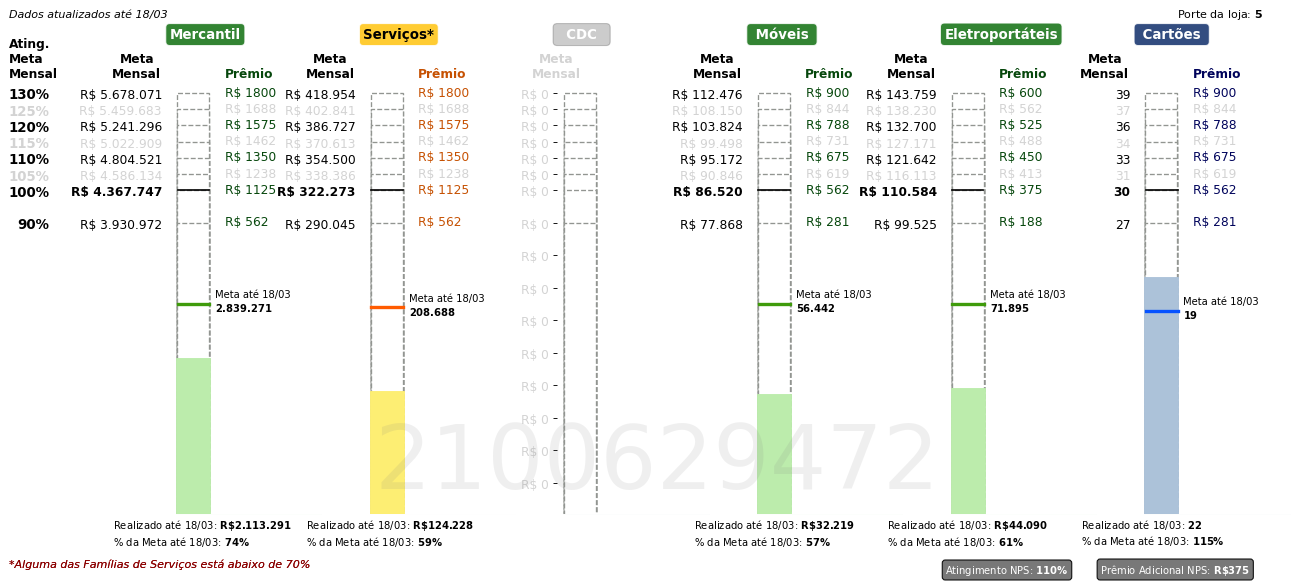 Dados atualizados até 18/03 Porte da loja: 5
Mercantil Serviços* CDC Móveis Eletroportáteis Cartões
Ating.
Meta Meta Meta Meta Meta Meta Meta
Mensal Mensal Prêmio Mensal Prêmio Mensal Mensal Prêmio Mensal Prêmio Mensal Prêmio
130% R$ 5.678.071 R$ 1800 R$ 418.954 R$ 1800 R$ 0 R$ 112.476 R$ 900 R$ 143.759 R$ 600 39 R$ 900
125% R$ 5.459.683 R$ 1688 R$ 402.841 R$ 1688 R$ 0 R$ 108.150 R$ 844 R$ 138.230 R$ 562 37 R$ 844
120% R$ 5.241.296 R$ 1575 R$ 386.727 R$ 1575 R$ 0 R$ 103.824 R$ 788 R$ 132.700 R$ 525 36 R$ 788
115% R$ 5.022.909 R$ 1462 R$ 370.613 R$ 1462 R$ 0 R$ 99.498 R$ 731 R$ 127.171 R$ 488 34 R$ 731
110% R$ 4.804.521 R$ 1350 R$ 354.500 R$ 1350 R$ 0 R$ 95.172 R$ 675 R$ 121.642 R$ 450 33 R$ 675
105% R$ 4.586.134 R$ 1238 R$ 338.386 R$ 1238 R$ 0 R$ 90.846 R$ 619 R$ 116.113 R$ 413 31 R$ 619
100% R$ 4.367.747 R$ 1125 R$ 322.273 R$ 1125 R$ 0 R$ 86.520 R$ 562 R$ 110.584 R$ 375 30 R$ 562
90% R$ 3.930.972 R$ 562 R$ 290.045 R$ 562 R$ 0 R$ 77.868 R$ 281 R$ 99.525 R$ 188 27 R$ 281
R$ 0
R$ 0
Meta até 18/03 Meta até 18/03 Meta até 18/03 Meta até 18/03 Meta até 18/03
2.839.271 208.688 56.442 71.895 19
R$ 0
R$ 0
R$ 0
R$ 0
R$ 0
R$ 0
2100629472
Realizado até 18/03: R$2.113.291 Realizado até 18/03: R$124.228 Realizado até 18/03: R$32.219 Realizado até 18/03: R$44.090 Realizado até 18/03: 22
% da Meta até 18/03: 74% % da Meta até 18/03: 59% % da Meta até 18/03: 57% % da Meta até 18/03: 61% % da Meta até 18/03: 115%
*Alguma das Famílias de Serviços está abaixo de 70% Atingimento NPS: 110% Prêmio Adicional NPS: R$375